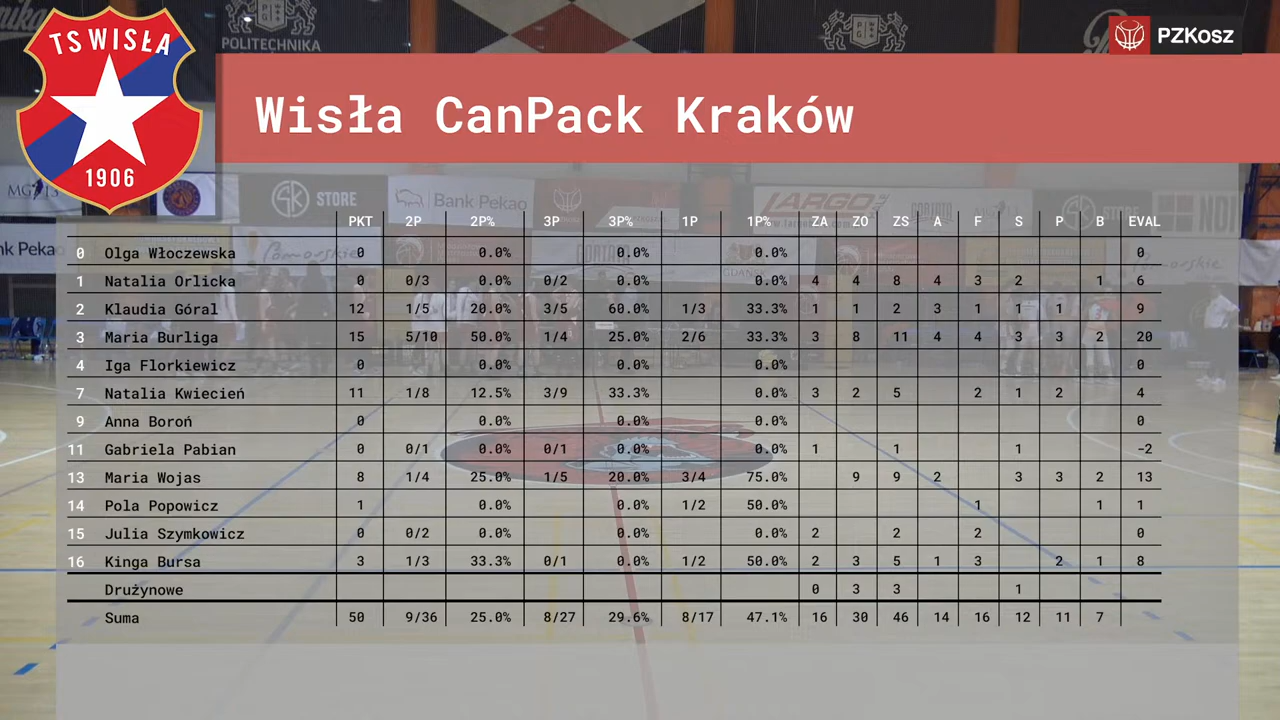 TS WISŁA
1906
POLITECHNIKA
PZKosz
Wisła CanPack Kraków
STORE
Bank Pekao
LARGO
STORE
PKT 2P 2P% 3P 3P% 1P 1P% ZA ZO ZS A F S P B EVAL
0 Olga Włoczewska 0 0.0% 0.0% 0.0% 0
1 Natalia Orlicka 0 0/3 0.0% 0/2 0.0% 0.0% 4 4 8 4 3 2 1 6
2 Klaudia Góral 12 1/5 20.0% 3/5 60.0% 1/3 33.3% 1 1 2 3 1 1 1 9
3 Maria Burliga 15 5/10 50.0% 1/4 25.0% 2/6 33.3% 3 8 11 4 4 3 3 2 20
4 Iga Florkiewicz 0 0.0% 0.0% 0.0% 0
7 Natalia Kwiecień 11 1/8 12.5% 3/9 33.3% 0.0% 3 2 5 2 1 2 4
9 Anna Boroń 0 0.0% 0.0% 0.0% 0
11 Gabriela Pabian 0 0/1 0.0% 0/1 0.0% 0.0% 1 1 1 -2
13 Maria Wojas 8 1/4 25.0% 1/5 20.0% 3/4 75.0% 9 9 2 3 3 2 13
14 Pola Popowicz 1 0.0% 0.0% 1/2 50.0% 1 1 1
15 Julia Szymkowicz 0 0/2 0.0% 0.0% 0.0% 2 2 2 0
16 Kinga Bursa 3 1/3 33.3% 0/1 0.0% 1/2 50.0% 2 3 5 1 3 2 1 8
Drużynowe 0 3 3 1
Suma 50 9/36 25.0% 8/27 29.6% 8/17 47.1% 16 30 46 14 16 12 11 7